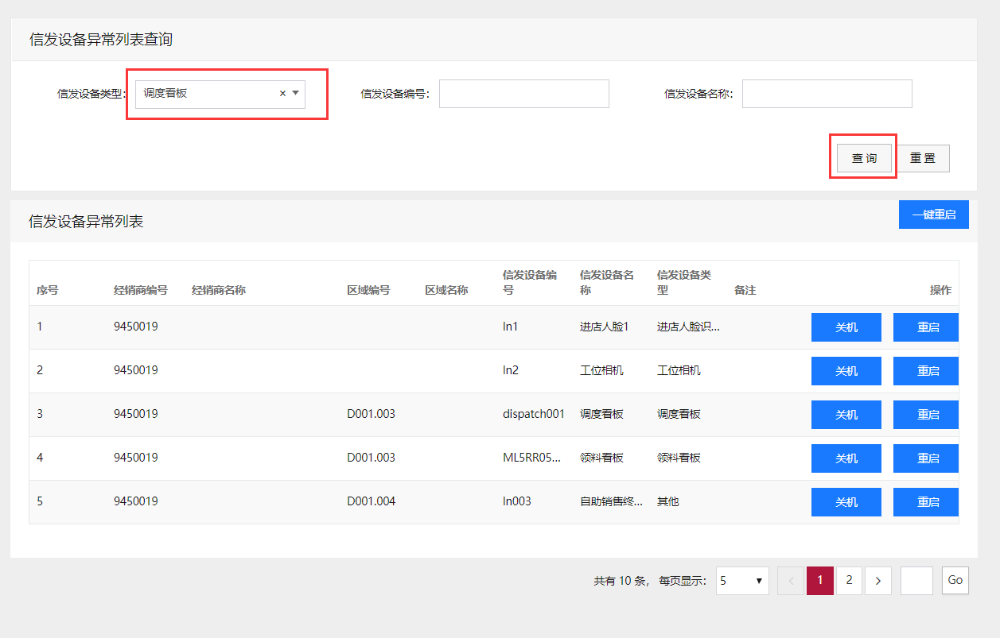 信发设备异常列表查询
信发设备类型: 调度看板 × 信发设备编号: 信发设备名称:
查 询 重 置
信发设备异常列表 一键重启
序号 经销商编号 经销商名称 区域编号 区域名称 信发设备编号 信发设备名称 信发设备类型 备注 操作
1 9450019 In1 进店人脸1 进店人脸识... 关机 重启
2 9450019 In2 工位相机 工位相机 关机 重启
3 9450019 D001.003 dispatch001 调度看板 调度看板 关机 重启
4 9450019 D001.003 ML5RR05... 领料看板 领料看板 关机 重启
5 9450019 D001.004 In003 自助销售终... 其他 关机 重启
共有 10 条, 每页显示: 5 1 2 Go